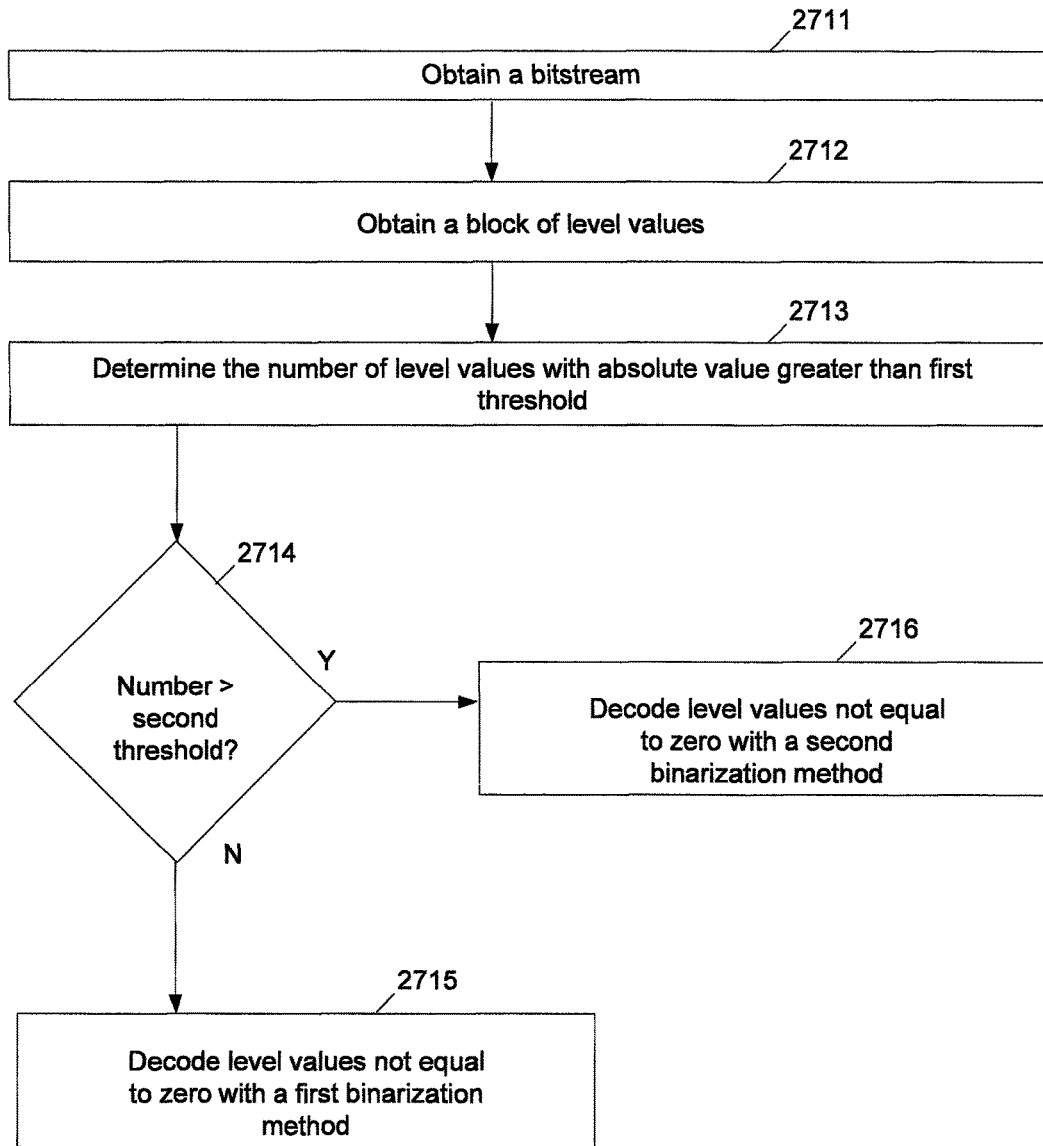 2711
Obtain a bitstream
2712
Obtain a block of level values
2713
Determine the number of level values with absolute value greater than first
threshold
2714
Number >
second
threshold?
Y
2716
Decode level values not equal
to zero with a second
binarization method
N
2715
Decode level values not equal
to zero with a first binarization
method